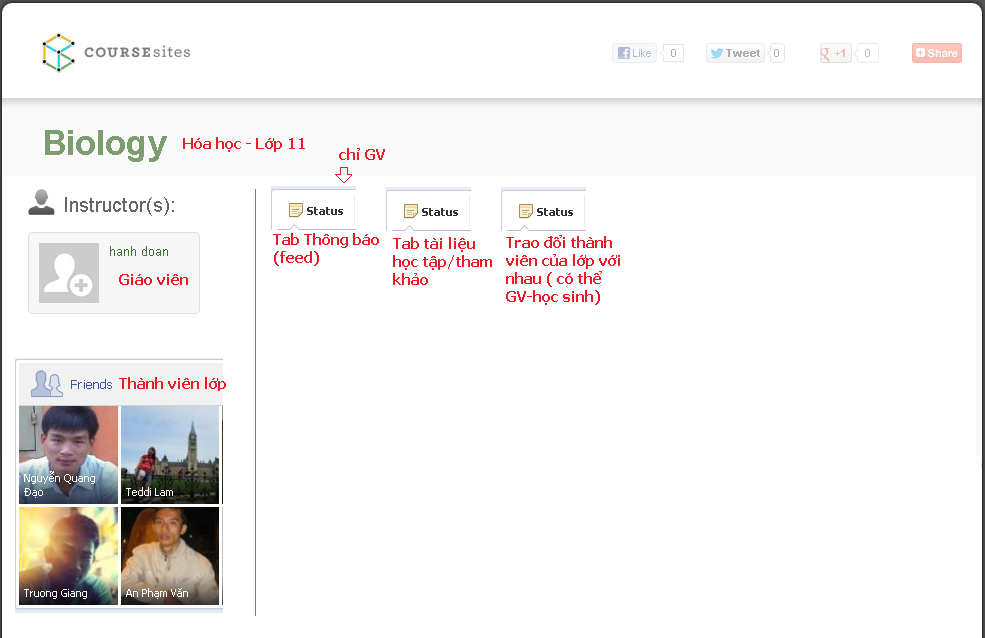 COURSEsites
Like 0
Tweet 0
+1 0
Share
Biology Hóa học - Lớp 11
chỉ GV
Instructor(s):
hanh doan
Giáo viên
Status
Tab Thông báo
(feed)
Status
Tab tài liệu
học tập/tham
khảo
Status
Trao đổi thành
viên của lớp với
nhau ( có thể
GV-học sinh)
Friends Thành viên lớp
Nguyễn Quang
Đạo
Teddi Lam
Truong Giang
An Phạm Văn